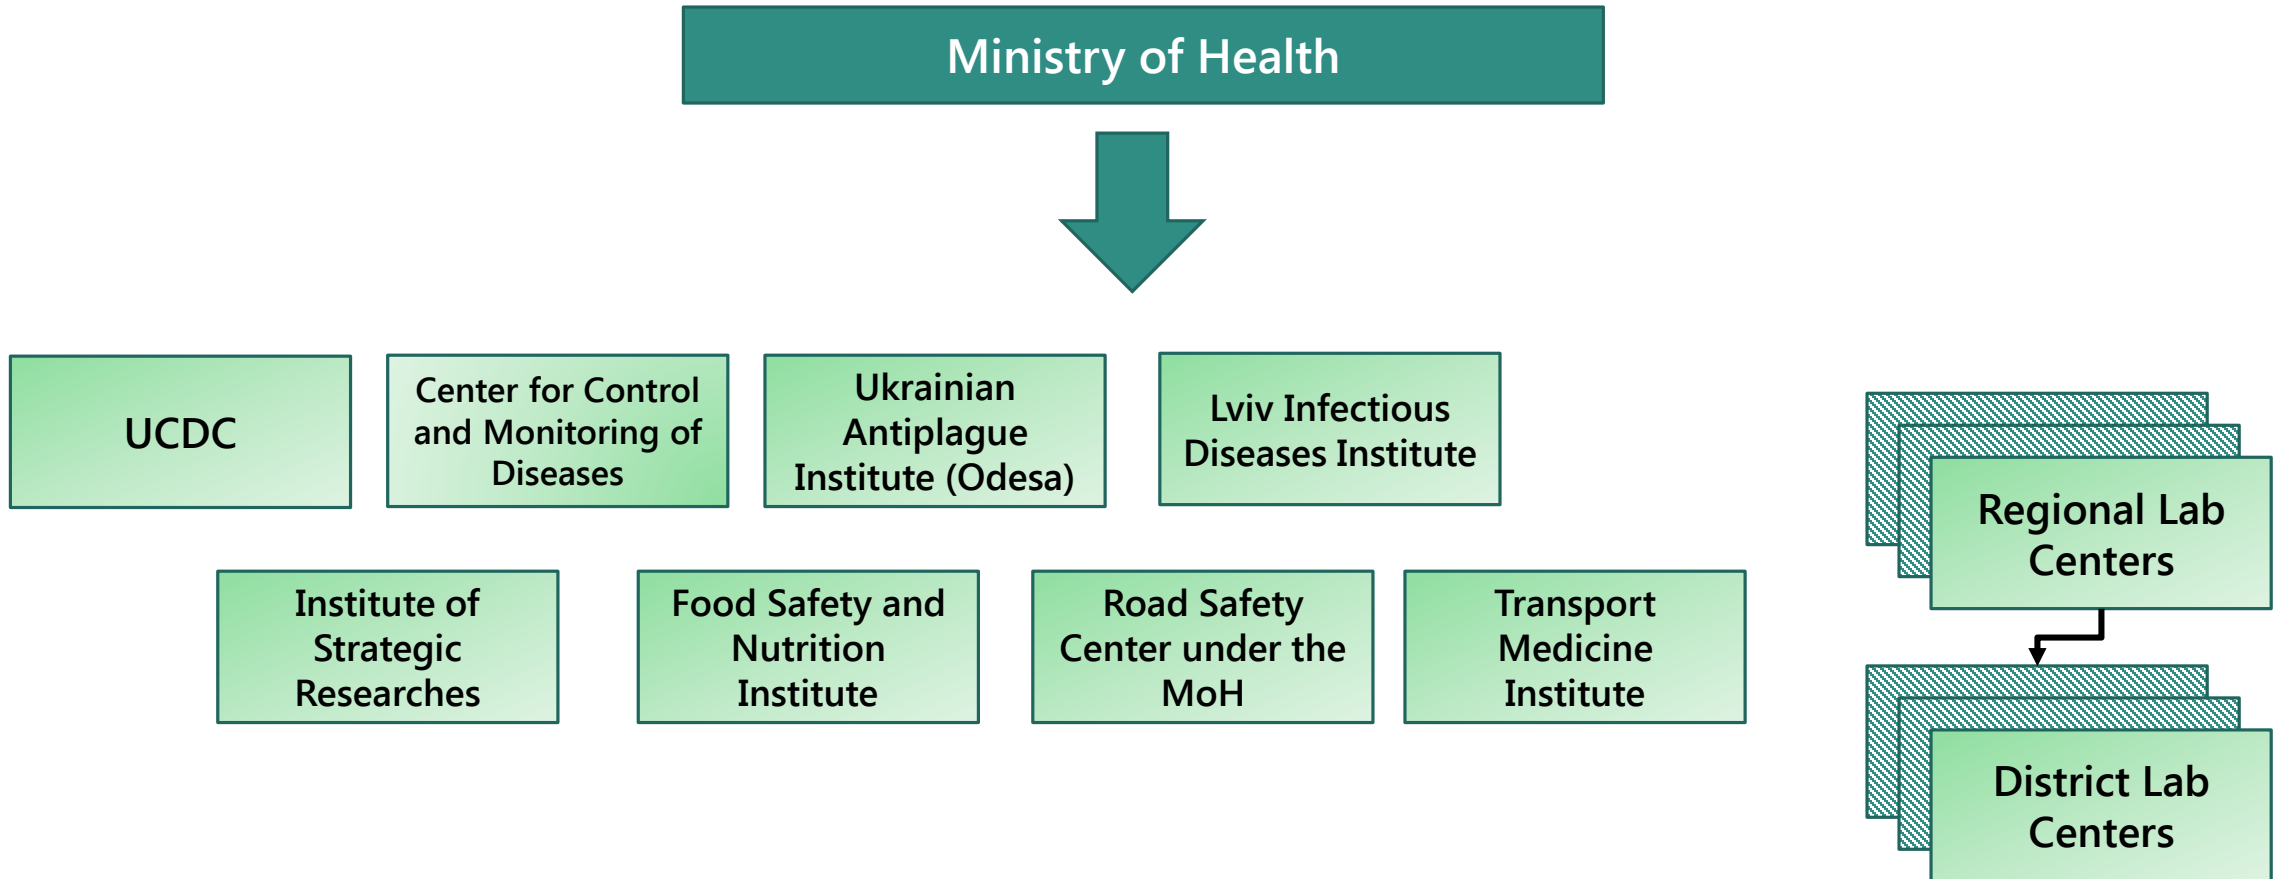 Ministry of Health
UCDC
Center for Control
and Monitoring of
Diseases
Ukrainian
Antiplague
Institute (Odesa)
Lviv Infectious
Diseases Institute
Institute of
Strategic
Researches
Food Safety and
Nutrition
Institute
Road Safety
Center under the
MoH
Transport
Medicine
Institute
Regional Lab
Centers
District Lab
Centers